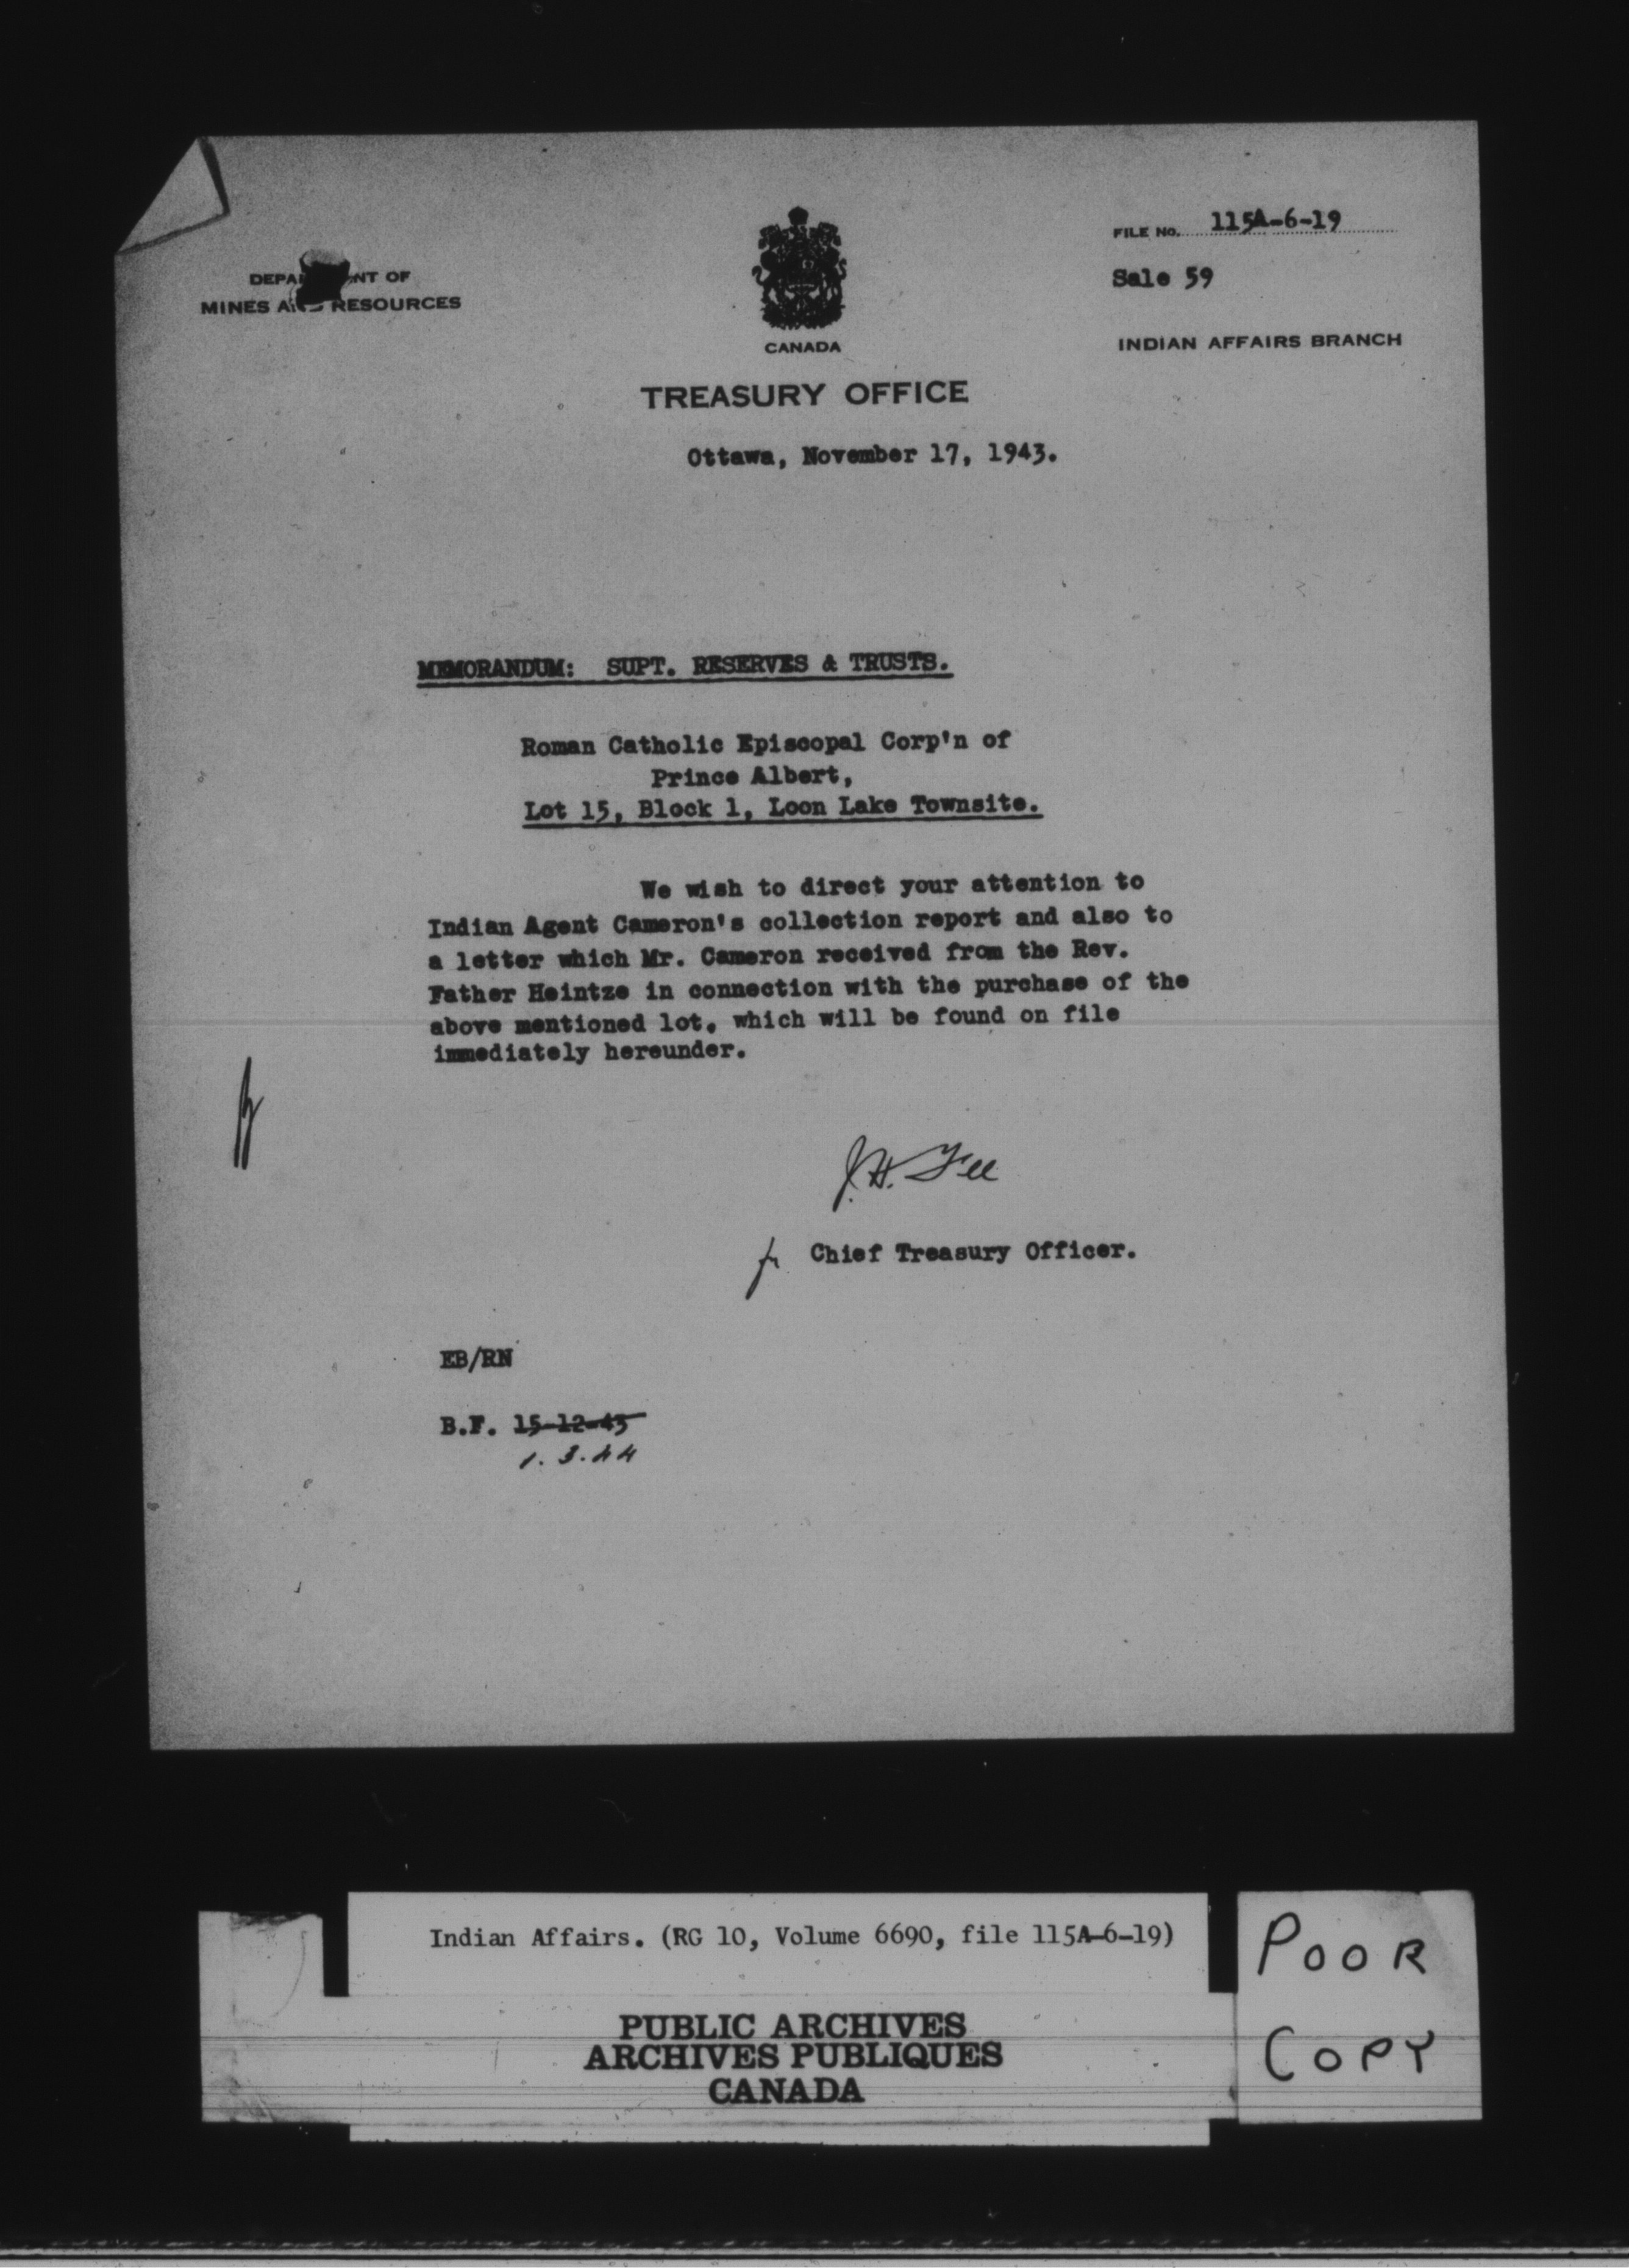 DEPARTMENT OF
MINES AND RESOURCES
CANADA
FILE No. 115A-6-19
Sale 59
INDIAN AFFAIRS BRANCH
TREASURY OFFICE
Ottawa, November 17, 1943.
MEMORANDUM: SUPT. RESERVES & TRUSTS.
Roman Catholic Episcopal Corp'n of
Prince Albert,
Lot 15, Block 1, Loon Lake Townsite.
We wish to direct your attention to
Indian Agent Cameron's collection report and also to
a letter which Mr. Cameron received from the Rev.
Father Heintze in connection with the purchase of the
above mentioned lot, which will be found on file
immediately hereunder.
J.H. Fee
fr Chief Treasury Officer.
EB/RN
B.F. 15-12-43
1.3.44
Indian Affairs. (RG 10, Volume 6690, file 115A-6-19)
PUBLIC ARCHIVES
ARCHIVES PUBLIQUES
CANADA
POOR
COPY